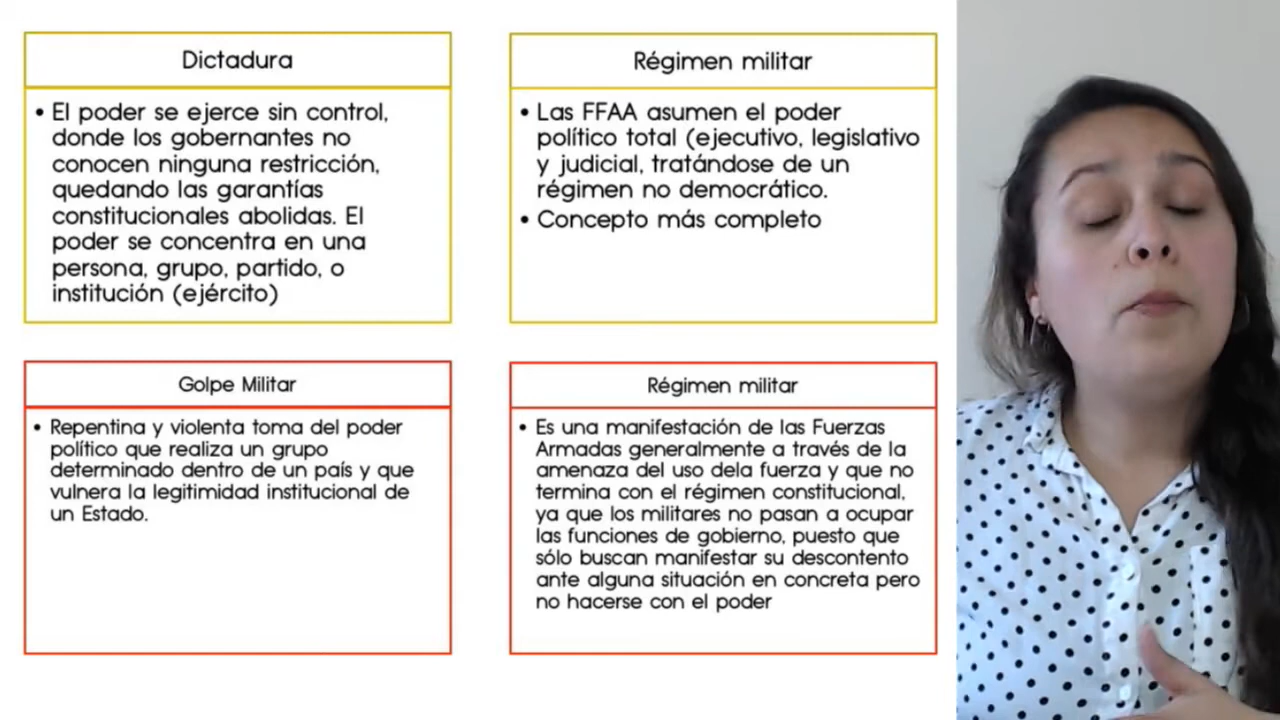 Dictadura
• El poder se ejerce sin control,
donde los gobernantes no
conocen ninguna restricción,
quedando las garantías
constitucionales abolidas. El
poder se concentra en una
persona, grupo, partido, o
institución (ejército)
Régimen militar
• Las FFAA asumen el poder
político total (ejecutivo, legislativo
y judicial, tratándose de un
régimen no democrático.
• Concepto más completo
Golpe Militar
• Repentina y violenta toma del poder
político que realiza un grupo
determinado dentro de un país y que
vulnera la legitimidad institucional de
un Estado.
Régimen militar
• Es una manifestación de las Fuerzas
Armadas generalmente a través de la
amenaza del uso dela fuerza y que no
termina con el régimen constitucional,
ya que los militares no pasan a ocupar
las funciones de gobierno, puesto que
sólo buscan manifestar su descontento
ante alguna situación en concreta pero
no hacerse con el poder